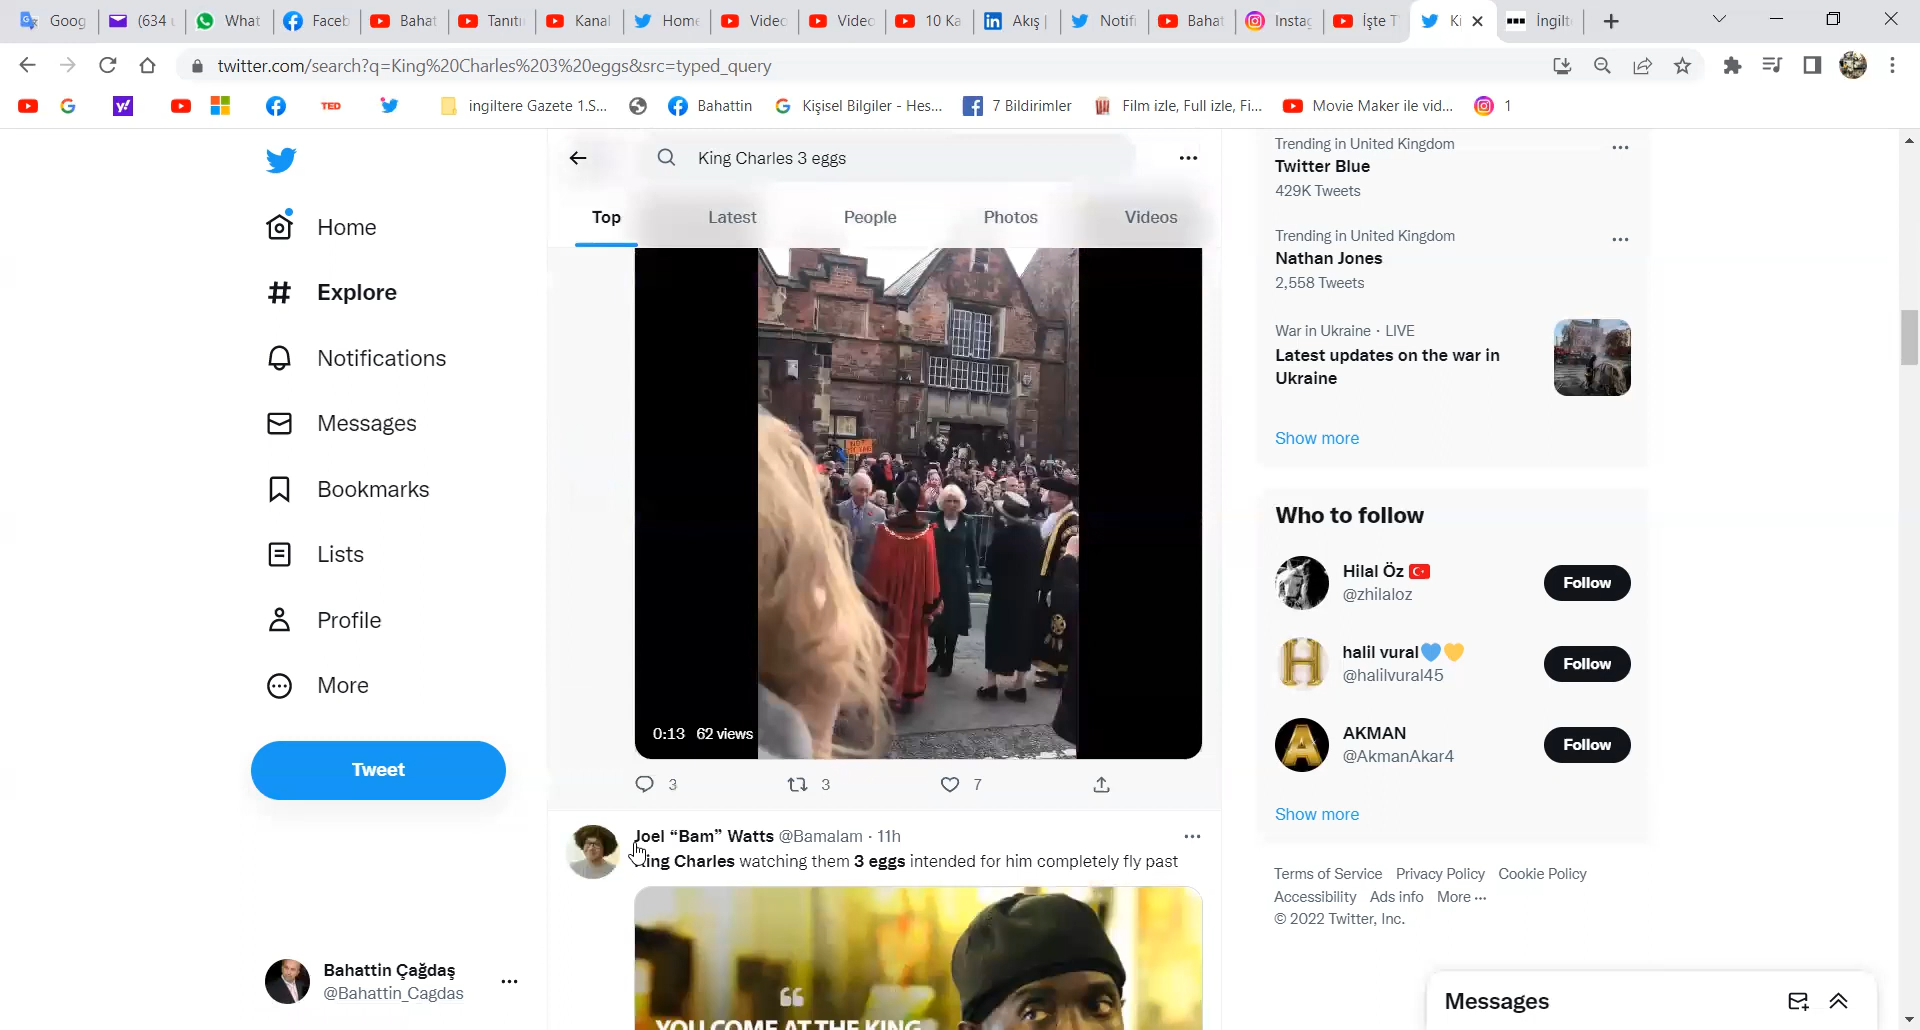 Goog
(634
What
Faceb
Bahat
Tanıtı
Kanal
Home
Videc
Videc
10 Ka
Akış |
Notifi
Bahat
Instag
İşte T
Ki
İngilt
twitter.com/search?q=King%20Charles%203%20eggs&src=typed_query
ingiltere Gazete 1.S...
Bahattin
Kişisel Bilgiler - Hes...
7 Bildirimler
Film izle, Full izle, Fi...
Movie Maker ile vid...
1
TED
King Charles 3 eggs
Top
Latest
People
Photos
Videos
Home
Explore
Notifications
Messages
Bookmarks
Lists
Profile
More
Tweet
Bahattin Çağdaş
@Bahattin_Cagdas
0:13 62 views
3
3
7
Joel “Bam” Watts @Bamalam · 11h
King Charles watching them 3 eggs intended for him completely fly past
YOU COME AT THE KING
Trending in United Kingdom
Twitter Blue
429K Tweets
Trending in United Kingdom
Nathan Jones
2,558 Tweets
War in Ukraine · LIVE
Latest updates on the war in
Ukraine
Show more
Who to follow
Hilal Öz
@zhilaloz
Follow
halil vural
@halilvural45
Follow
AKMAN
@AkmanAkar4
Follow
Show more
Terms of Service Privacy Policy Cookie Policy
Accessibility Ads info More ···
© 2022 Twitter, Inc.
Messages